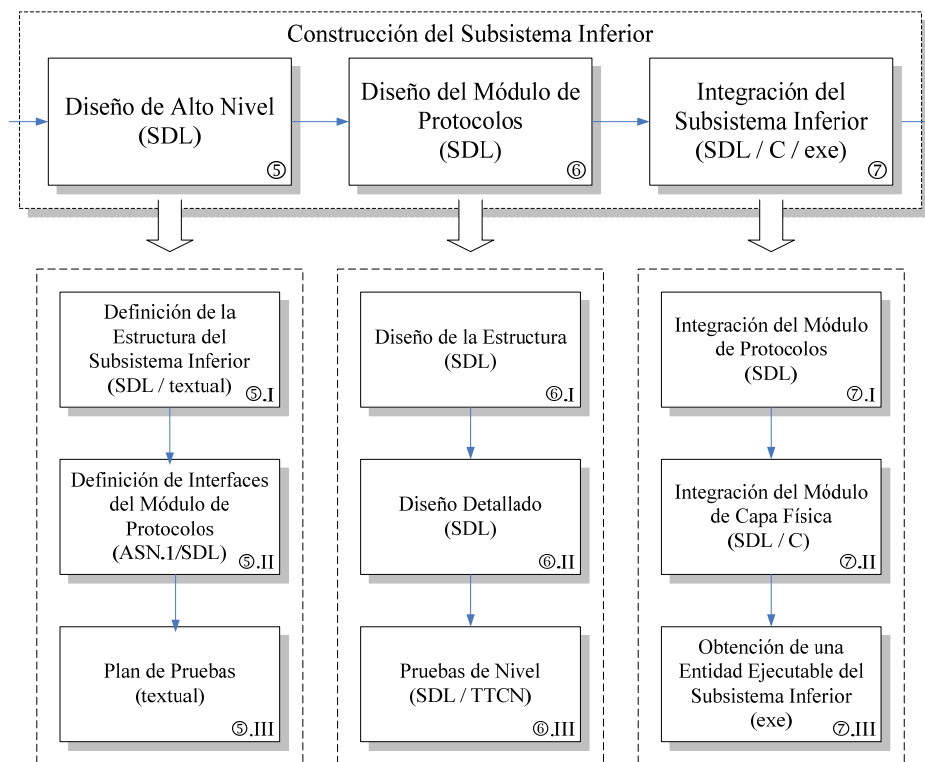 Construcción del Subsistema Inferior
Diseño de Alto Nivel
(SDL)
⑤
Diseño del Módulo de
Protocolos
(SDL)
⑥
Integración del
Subsistema Inferior
(SDL / C / exe)
⑦
Definición de la
Estructura del
Subsistema Inferior
(SDL / textual)
⑤.I
Definición de Interfaces
del Módulo de
Protocolos
(ASN.1/SDL)
⑤.II
Plan de Pruebas
(textual)
⑤.III
Diseño de la Estructura
(SDL)
⑥.I
Diseño Detallado
(SDL)
⑥.II
Pruebas de Nivel
(SDL / TTCN)
⑥.III
Integración del Módulo
de Protocolos
(SDL)
⑦.I
Integración del Módulo
de Capa Física
(SDL / C)
⑦.II
Obtención de una
Entidad Ejecutable del
Subsistema Inferior
(exe)
⑦.III